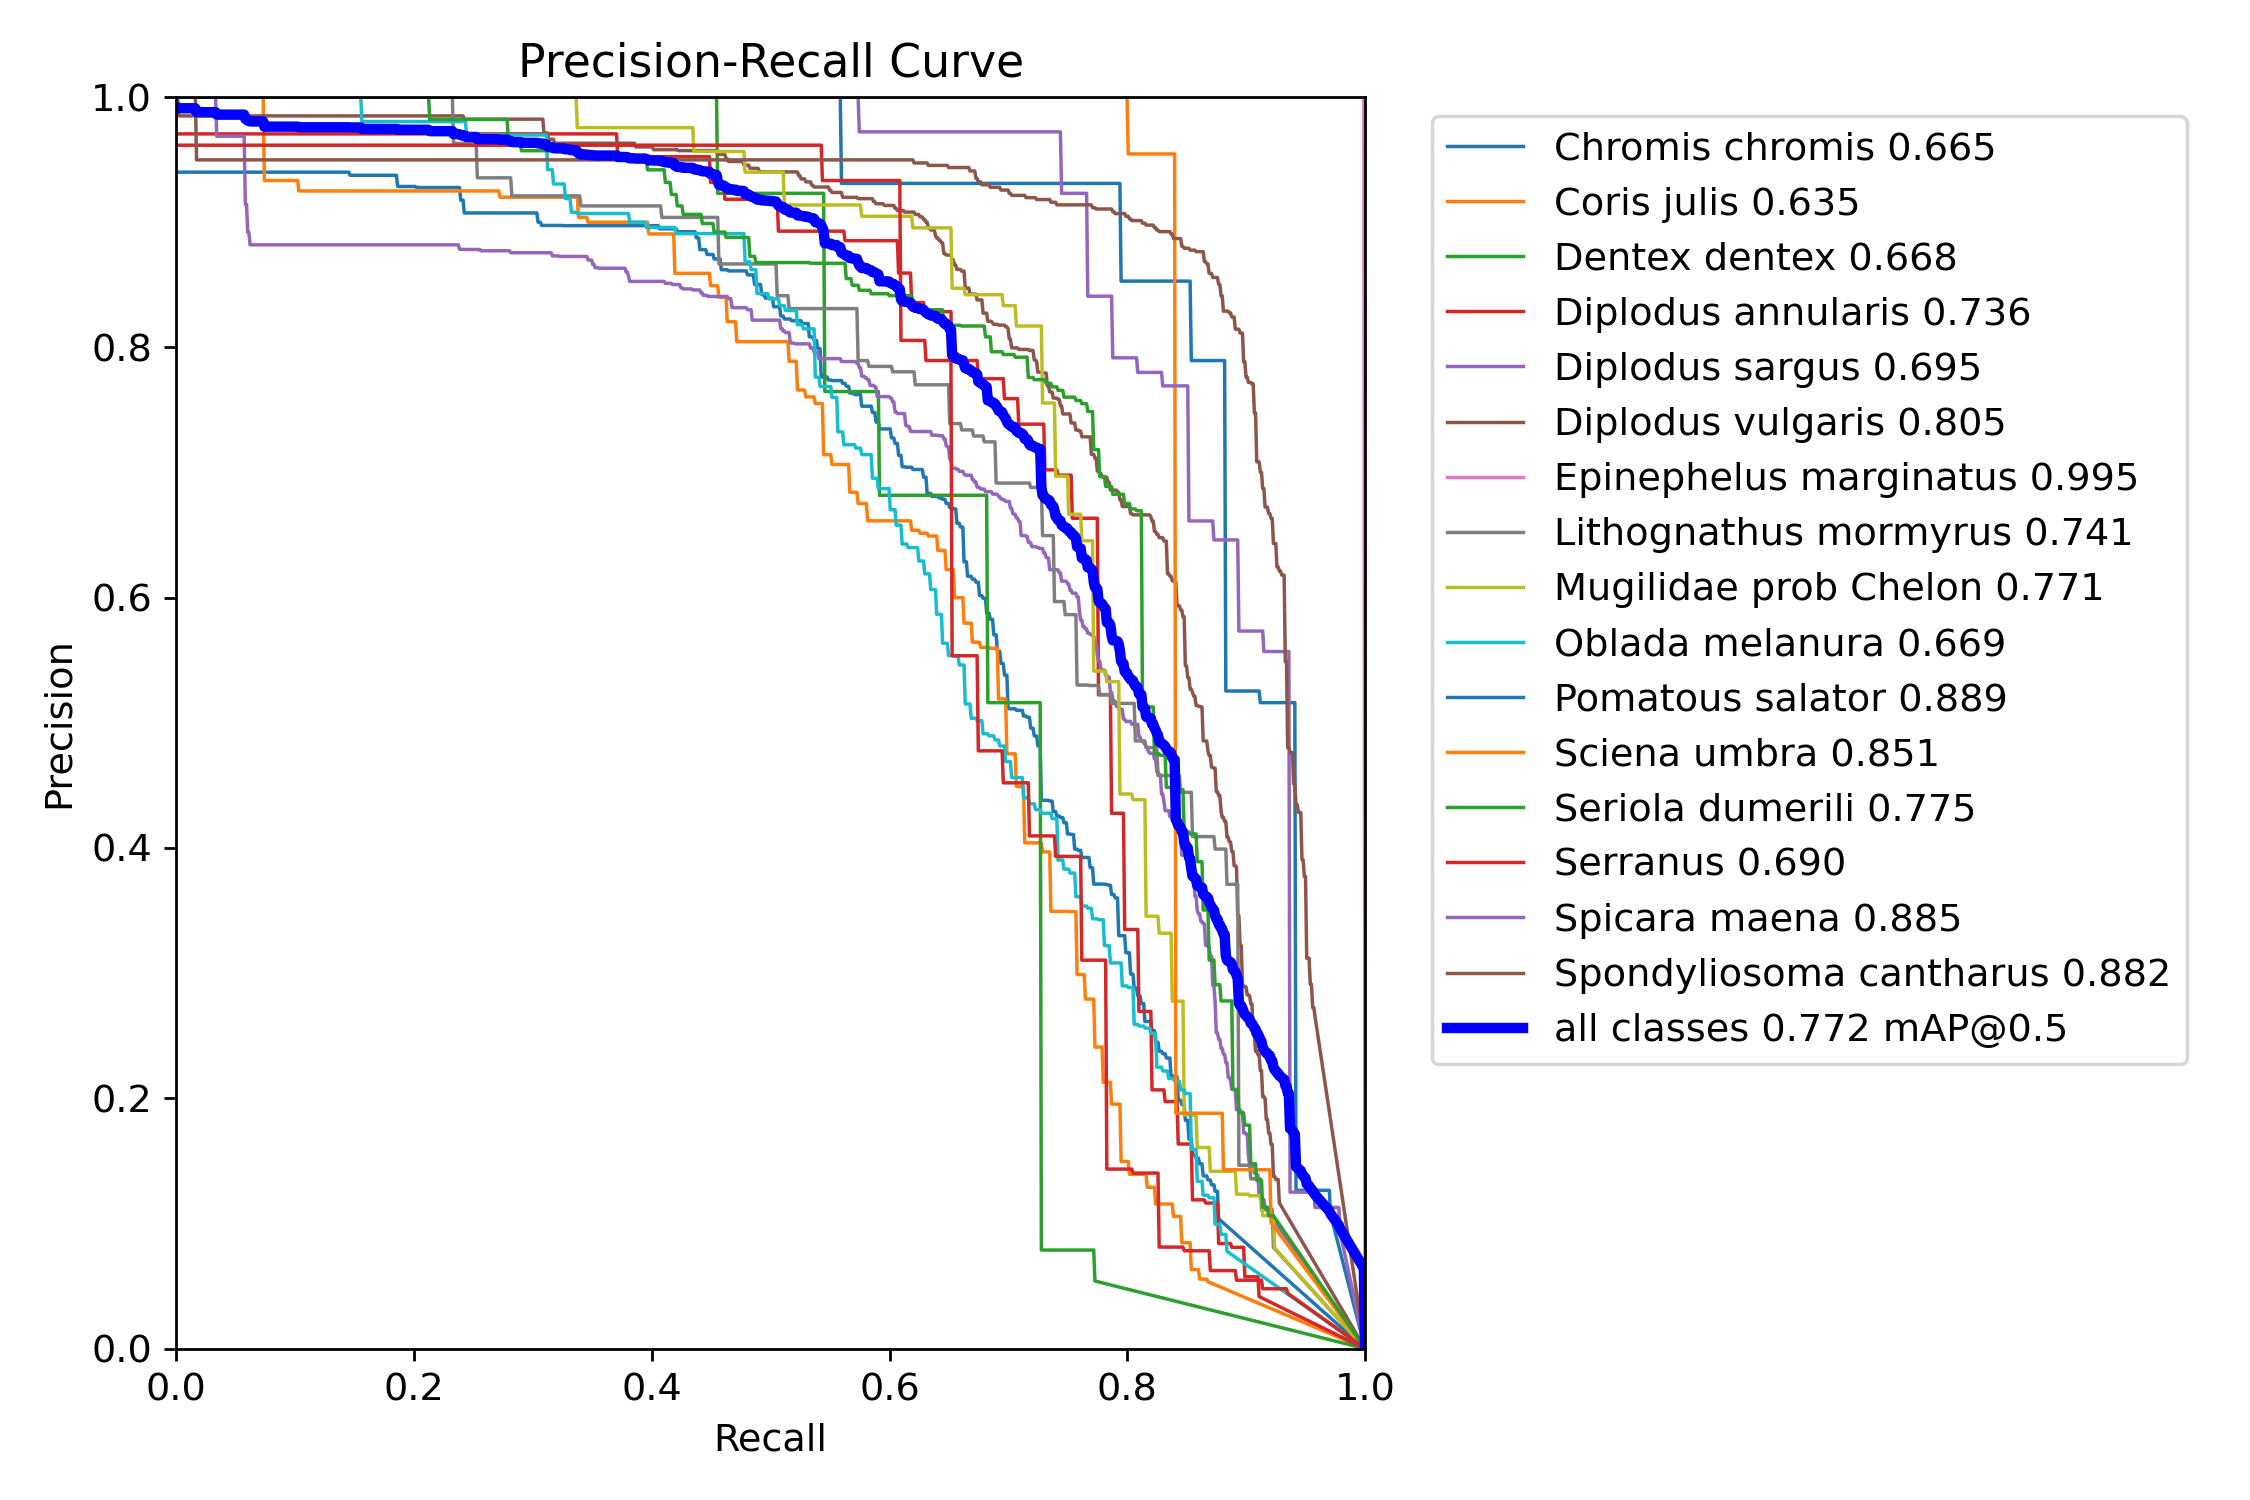 Precision-Recall Curve
1.0
0.8
0.6
0.4
0.2
0.0
Precision
0.0 0.2 0.4 0.6 0.8 1.0
Recall
Chromis chromis 0.665
Coris julis 0.635
Dentex dentex 0.668
Diplodus annularis 0.736
Diplodus sargus 0.695
Diplodus vulgaris 0.805
Epinephelus marginatus 0.995
Lithognathus mormyrus 0.741
Mugilidae prob Chelon 0.771
Oblada melanura 0.669
Pomatous salator 0.889
Sciena umbra 0.851
Seriola dumerili 0.775
Serranus 0.690
Spicara maena 0.885
Spondyliosoma cantharus 0.882
all classes 0.772 mAP@0.5